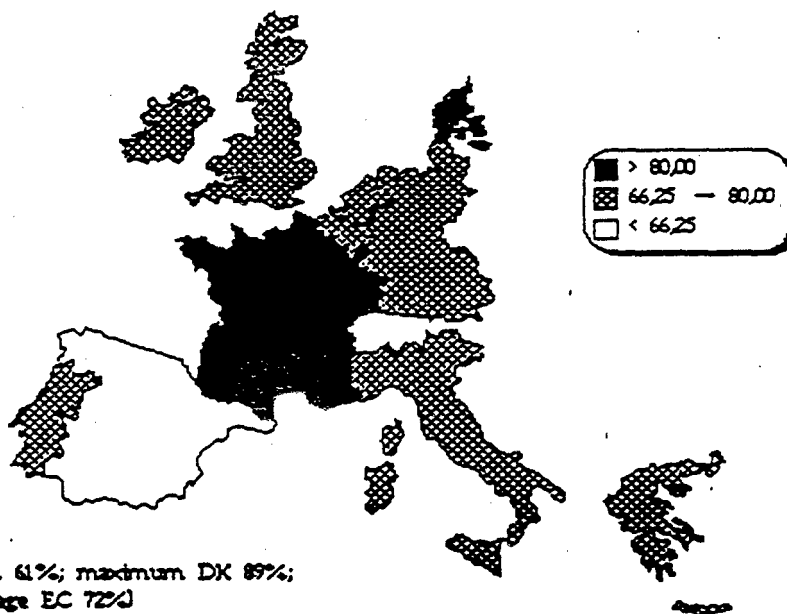 > 80,00
66,25 — 80,00
< 66,25
61%; maximum DK 89%;
EC 72%)